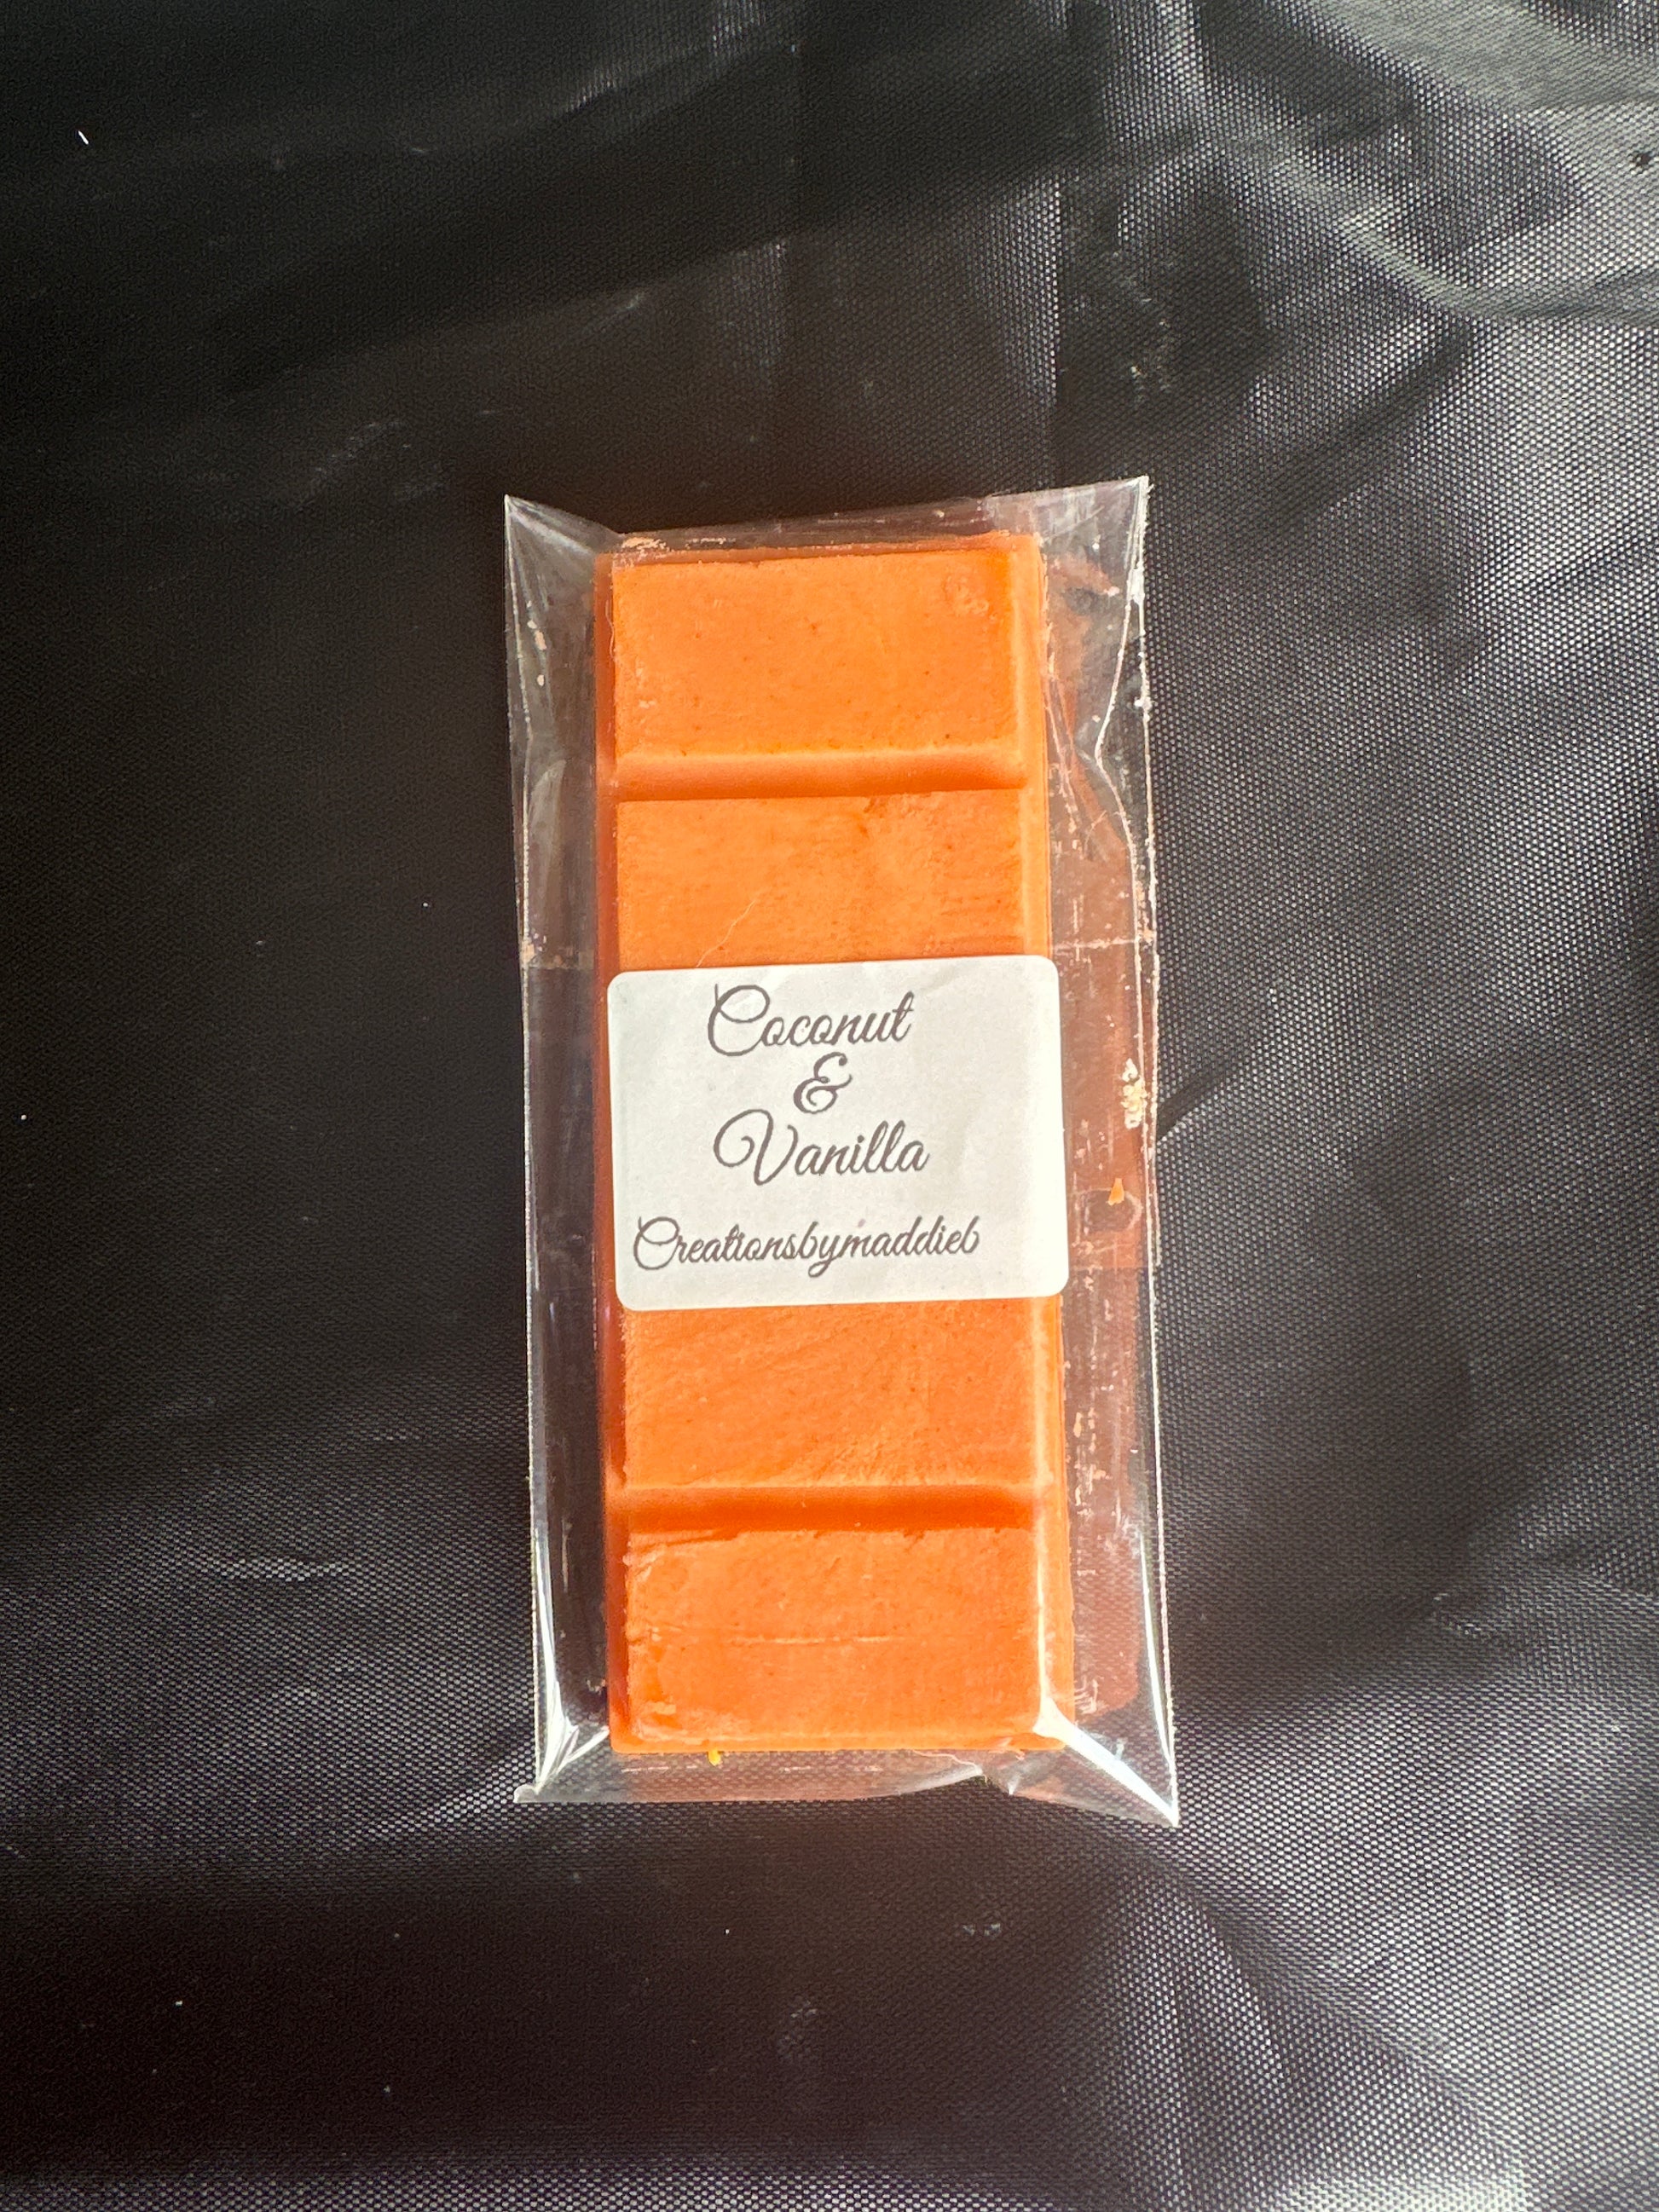 Coconut
&
Vanilla
Creationsbymaddieb